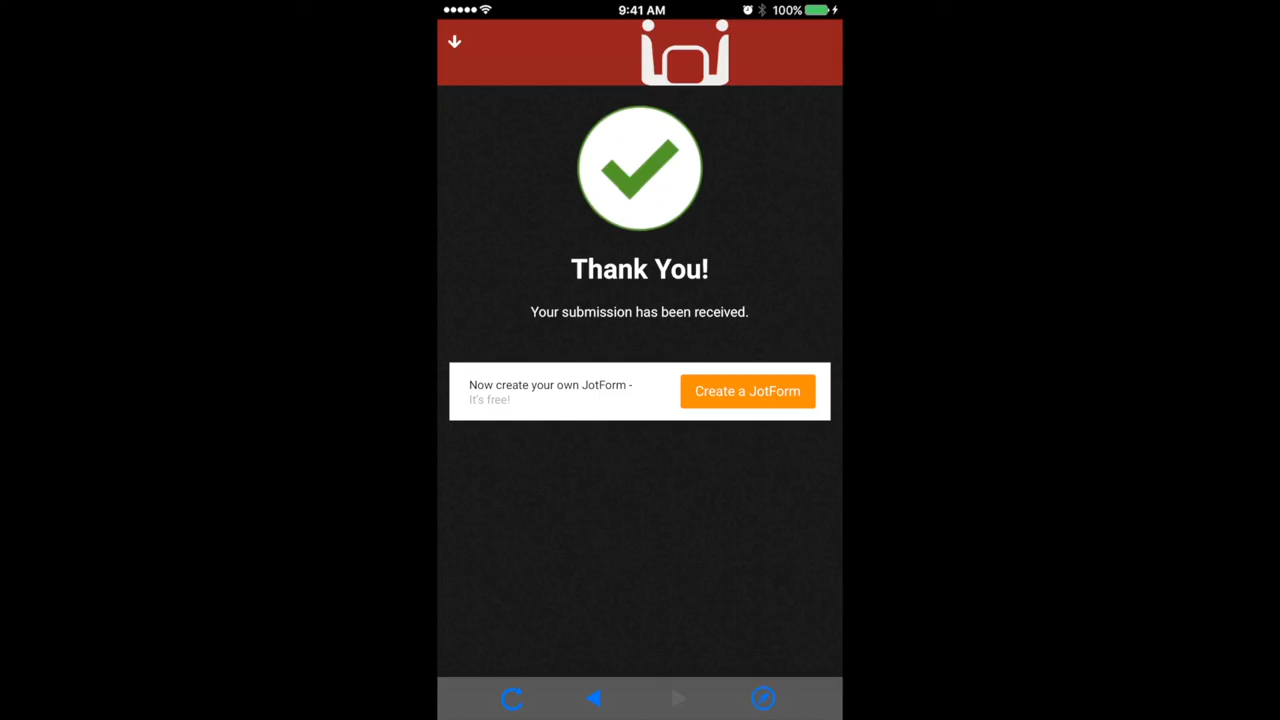 9:41 AM
100%
Thank You!
Your submission has been received.
Now create your own JotForm -
It's free!
Create a JotForm